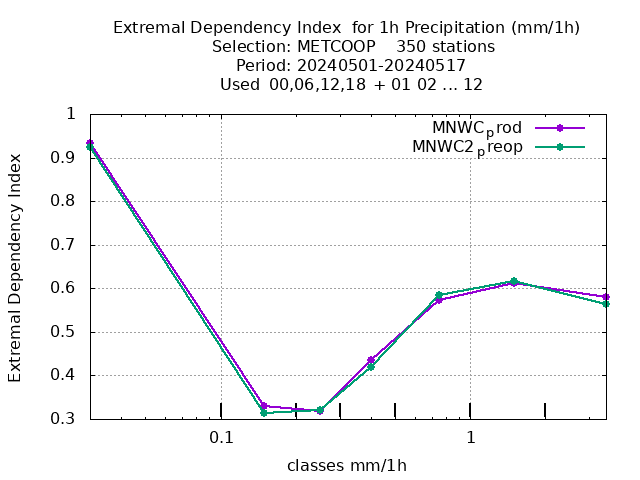 Extremal Dependency Index  for 1h Precipitation (mm/1h)
Selection: METCOOP    350 stations
Period: 20240501-20240517
Used  00,06,12,18  + 01 02 ... 12
MNWCprod
MNWC2preop
1
0.9
0.8
0.7
0.6
0.5
0.4
0.3
Extremal Dependency Index
0.1
1
classes mm/1h